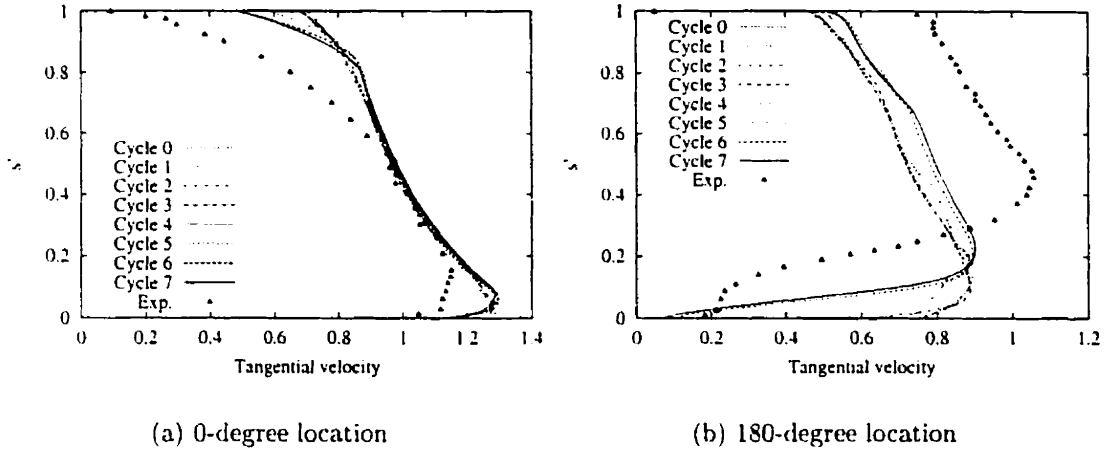 1
0.8
0.6
0.4
0.2
0
s'
Cycle 0
Cycle 1
Cycle 2
Cycle 3
Cycle 4
Cycle 5
Cycle 6
Cycle 7
Exp.
0 0.2 0.4 0.6 0.8 1 1.2 1.4
Tangential velocity
(a) 0-degree location
1
0.8
0.6
0.4
0.2
0
s'
Cycle 0
Cycle 1
Cycle 2
Cycle 3
Cycle 4
Cycle 5
Cycle 6
Cycle 7
Exp.
0 0.2 0.4 0.6 0.8 1 1.2
Tangential velocity
(b) 180-degree location